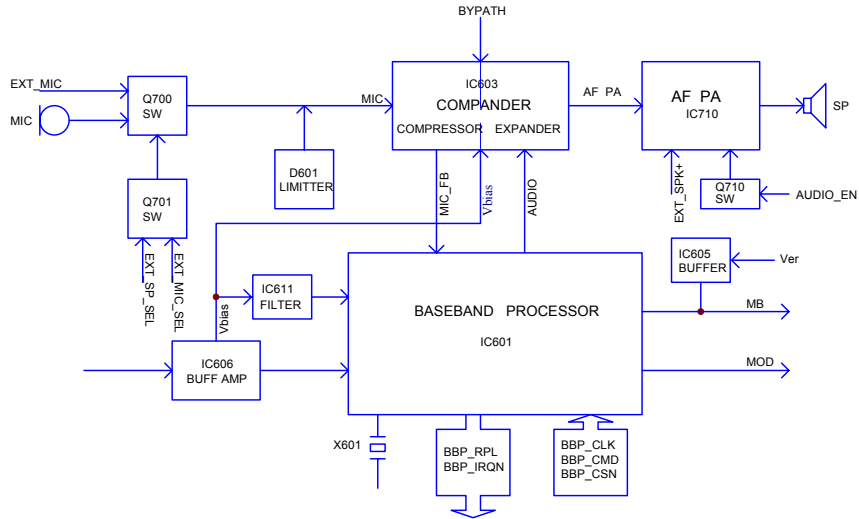 BYPATH
EXT_MIC
MIC
Q700
SW
MIC
IC603
COMPANDER
COMPRESSOR EXPANDER
AF PA
AF PA
IC710
SP
D601
LIMITTER
Q701
SW
MIC_FB
Vbias
AUDIO
EXT_SPK+
Q710
SW
AUDIO_EN
EXT_SP_SEL
EXT_MIC_SEL
Vbias
IC611
FILTER
IC605
BUFFER
Ver
BASEBAND PROCESSOR
IC601
MB
IC606
BUFF AMP
MOD
X601
BBP_RPL
BBP_IRQN
BBP_CLK
BBP_CMD
BBP_CSN